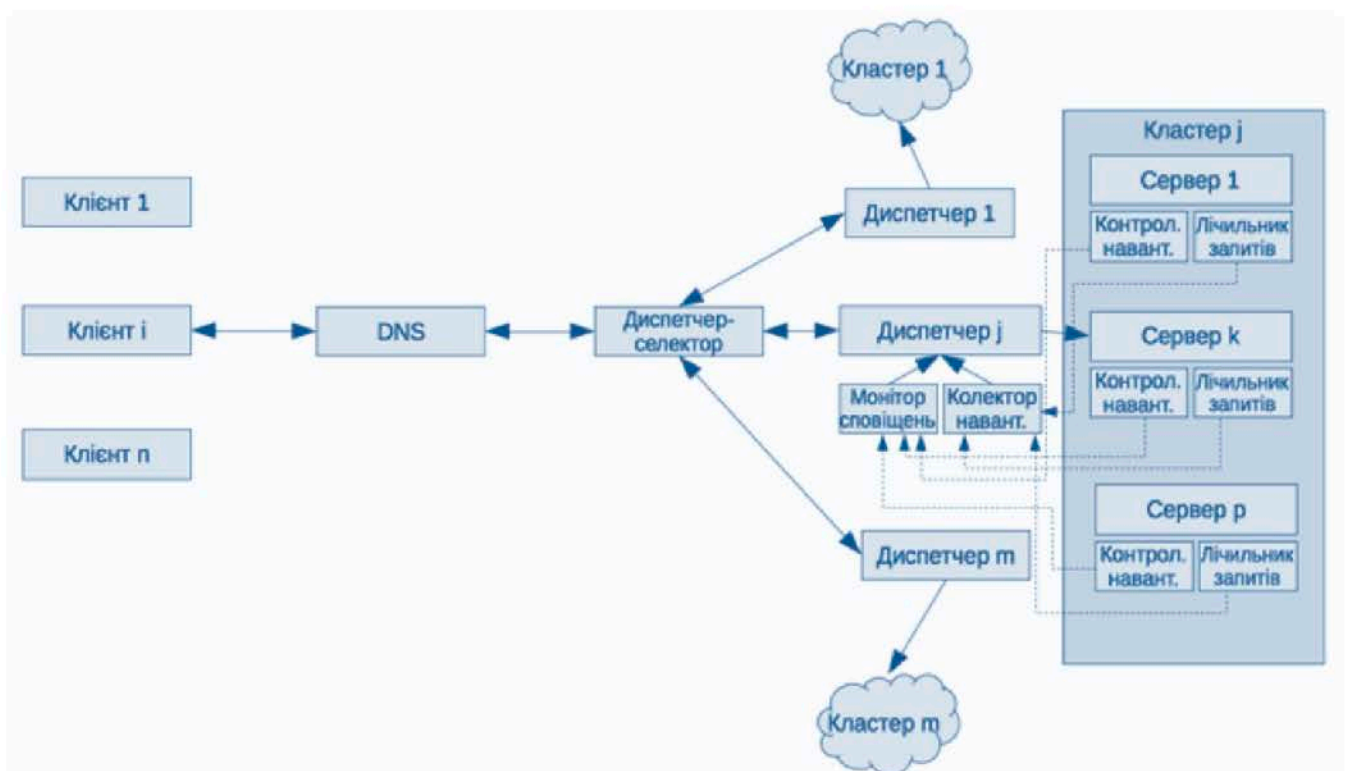 Кластер 1
Кластер j
Сервер 1
Клієнт 1
Диспетчер 1
Контрол.
навант.
Лічильник
запитів
Клієнт i
DNS
Диспетчер-
селектор
Диспетчер j
Сервер k
Монітор
сповіщень
Колектор
навант.
Контрол.
навант.
Лічильник
запитів
Клієнт n
Сервер p
Диспетчер m
Контрол.
навант.
Лічильник
запитів
Кластер m